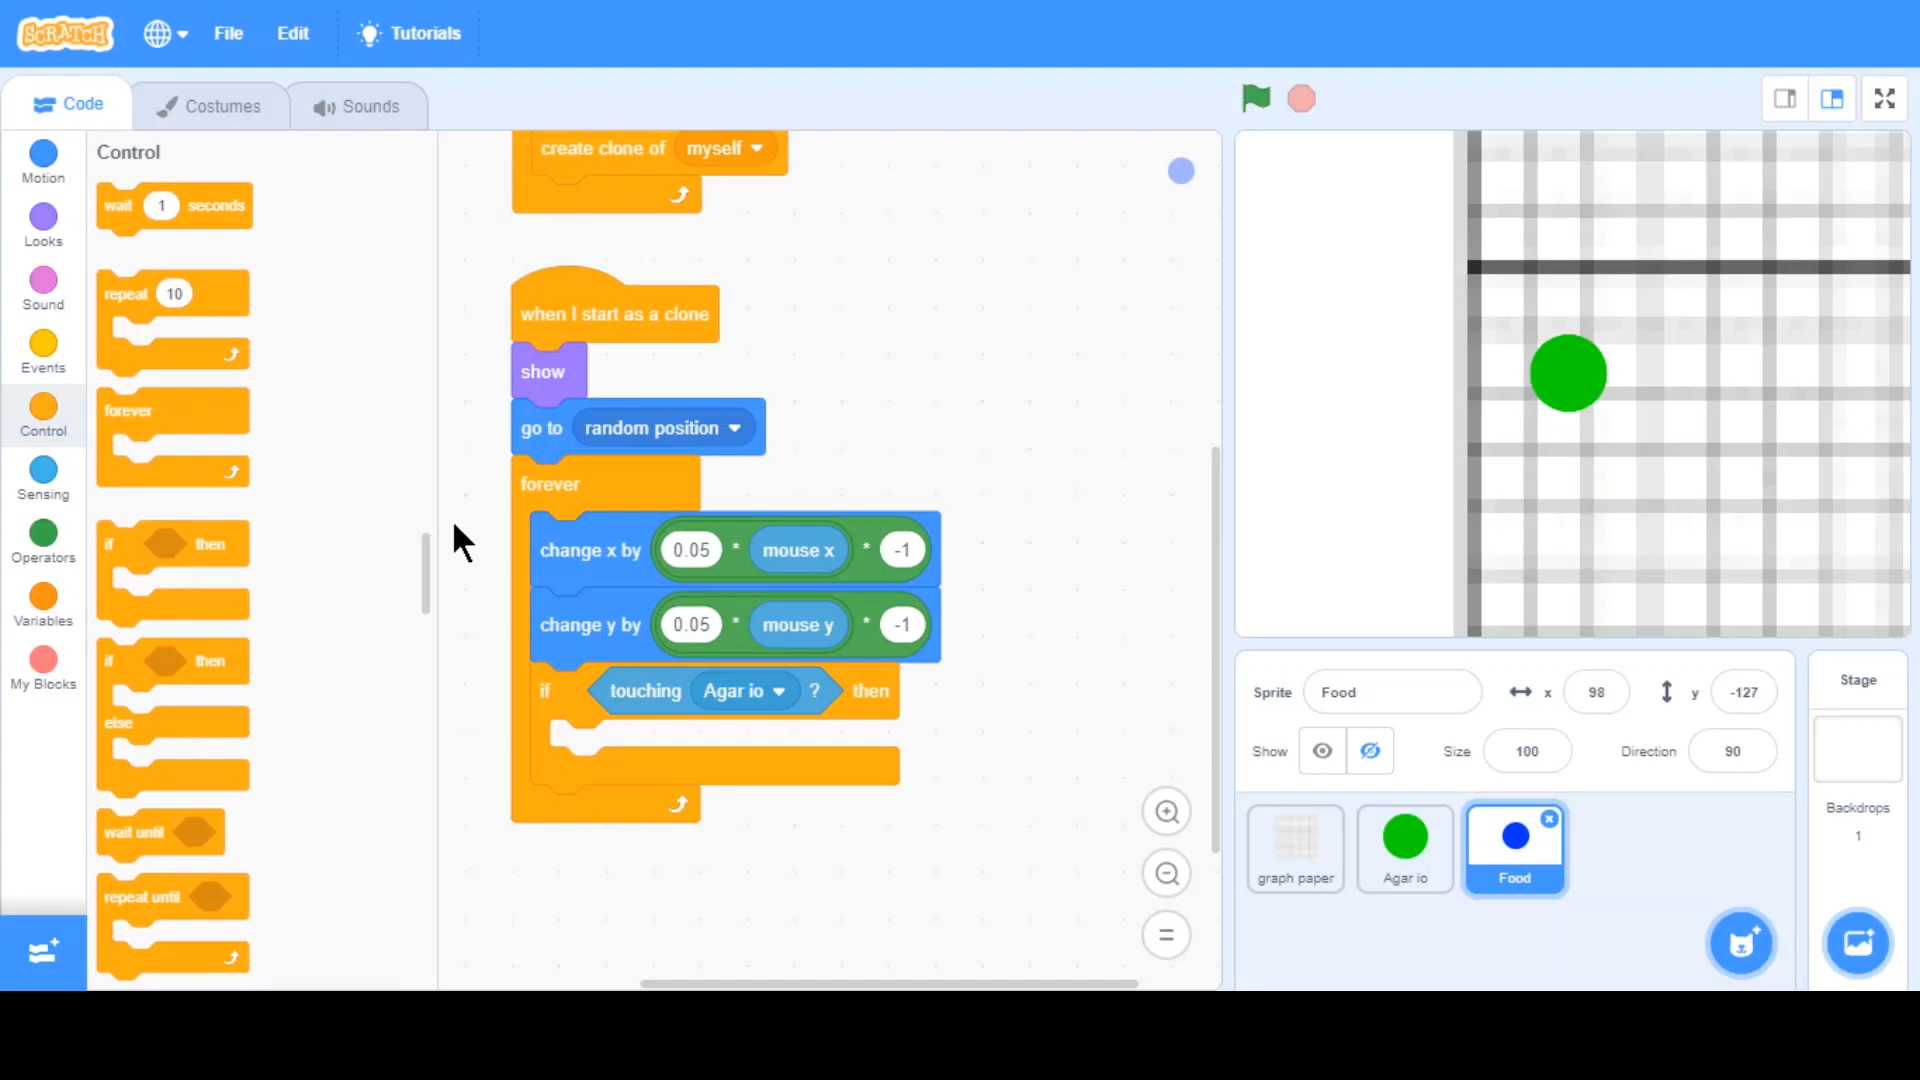 SCRATCH
File
Edit
Tutorials
Code
Costumes
Sounds
Motion
Looks
Sound
Events
Control
Sensing
Operators
Variables
My Blocks
Control
wait 1 seconds
repeat 10
forever
if then
if then
else
wait until
repeat until
create clone of myself
when I start as a clone
show
go to random position
forever
change x by 0.05 * mouse x * -1
change y by 0.05 * mouse y * -1
if touching Agar io ? then
Sprite Food x 98 y -127
Show Size 100 Direction 90
graph paper
Agar io
Food
Stage
Backdrops
1